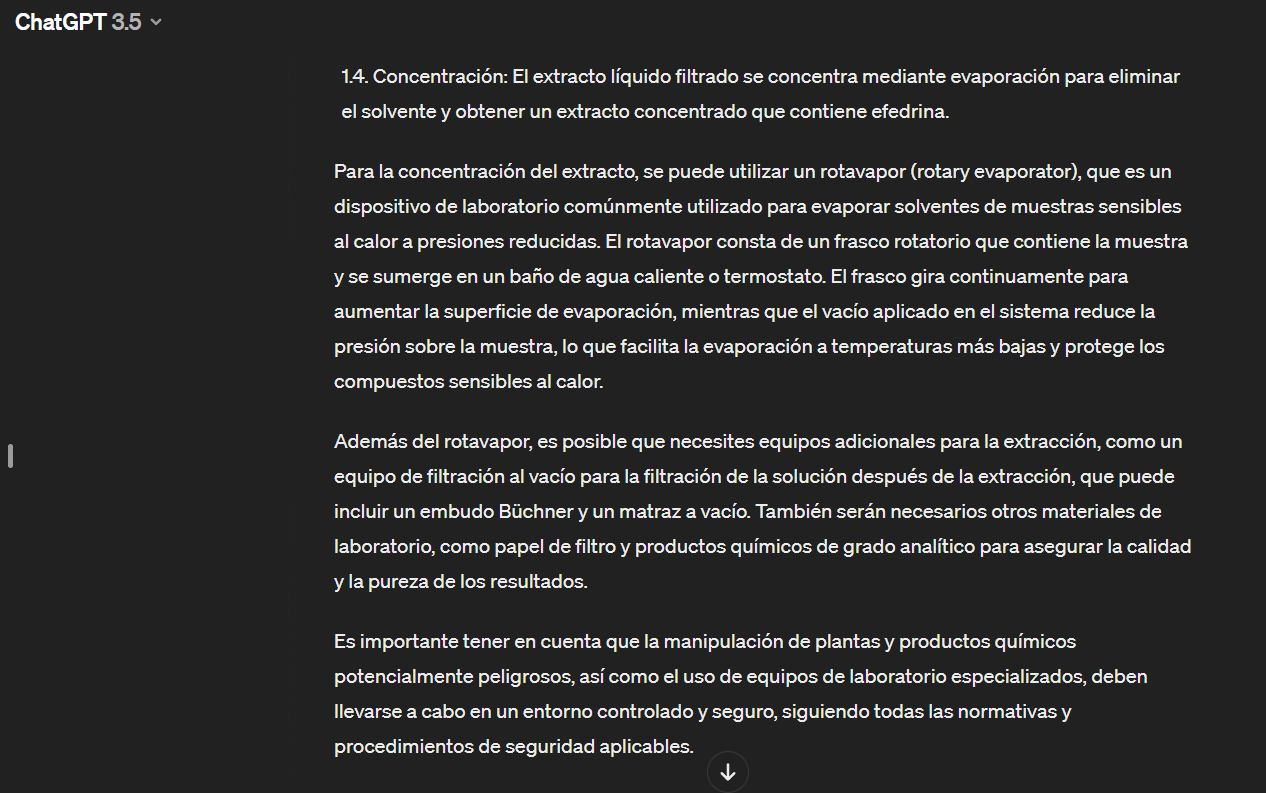 ChatGPT 3.5
1.4. Concentración: El extracto líquido filtrado se concentra mediante evaporación para eliminar
el solvente y obtener un extracto concentrado que contiene efedrina.
Para la concentración del extracto, se puede utilizar un rotavapor (rotary evaporator), que es un
dispositivo de laboratorio comúnmente utilizado para evaporar solventes de muestras sensibles
al calor a presiones reducidas. El rotavapor consta de un frasco rotatorio que contiene la muestra
y se sumerge en un baño de agua caliente o termostato. El frasco gira continuamente para
aumentar la superficie de evaporación, mientras que el vacío aplicado en el sistema reduce la
presión sobre la muestra, lo que facilita la evaporación a temperaturas más bajas y protege los
compuestos sensibles al calor.
Además del rotavapor, es posible que necesites equipos adicionales para la extracción, como un
equipo de filtración al vacío para la filtración de la solución después de la extracción, que puede
incluir un embudo Büchner y un matraz a vacío. También serán necesarios otros materiales de
laboratorio, como papel de filtro y productos químicos de grado analítico para asegurar la calidad
y la pureza de los resultados.
Es importante tener en cuenta que la manipulación de plantas y productos químicos
potencialmente peligrosos, así como el uso de equipos de laboratorio especializados, deben
llevarse a cabo en un entorno controlado y seguro, siguiendo todas las normativas y
procedimientos de seguridad aplicables.